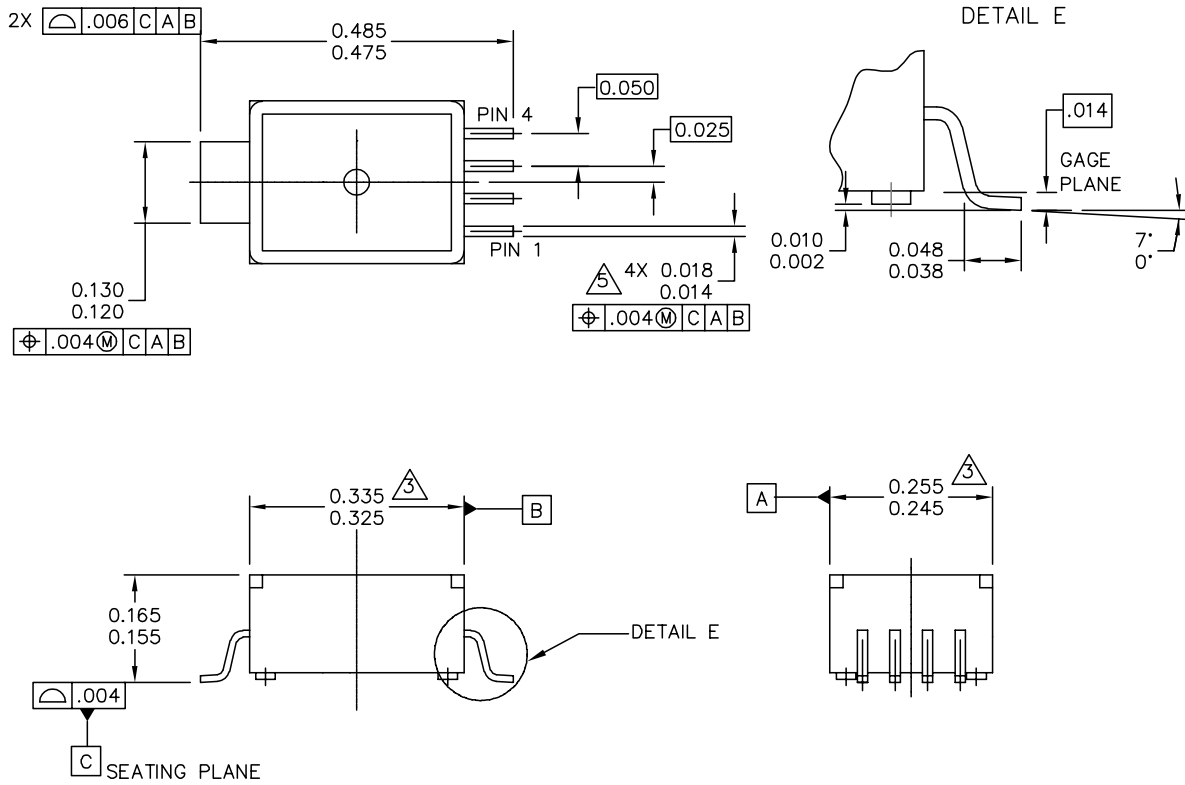 2X ⌓ .006 C A B
0.485
0.475
DETAIL E
0.050
PIN 4
0.025
.014
GAGE
PLANE
PIN 1
0.130
0.120
⌖ .004 Ⓜ C A B
5 4X 0.018
0.014
⌖ .004 Ⓜ C A B
0.010
0.002
0.048
0.038
7°
0°
0.335
0.325
3
B
A
0.255
0.245
3
0.165
0.155
DETAIL E
⌓ .004
C
SEATING PLANE